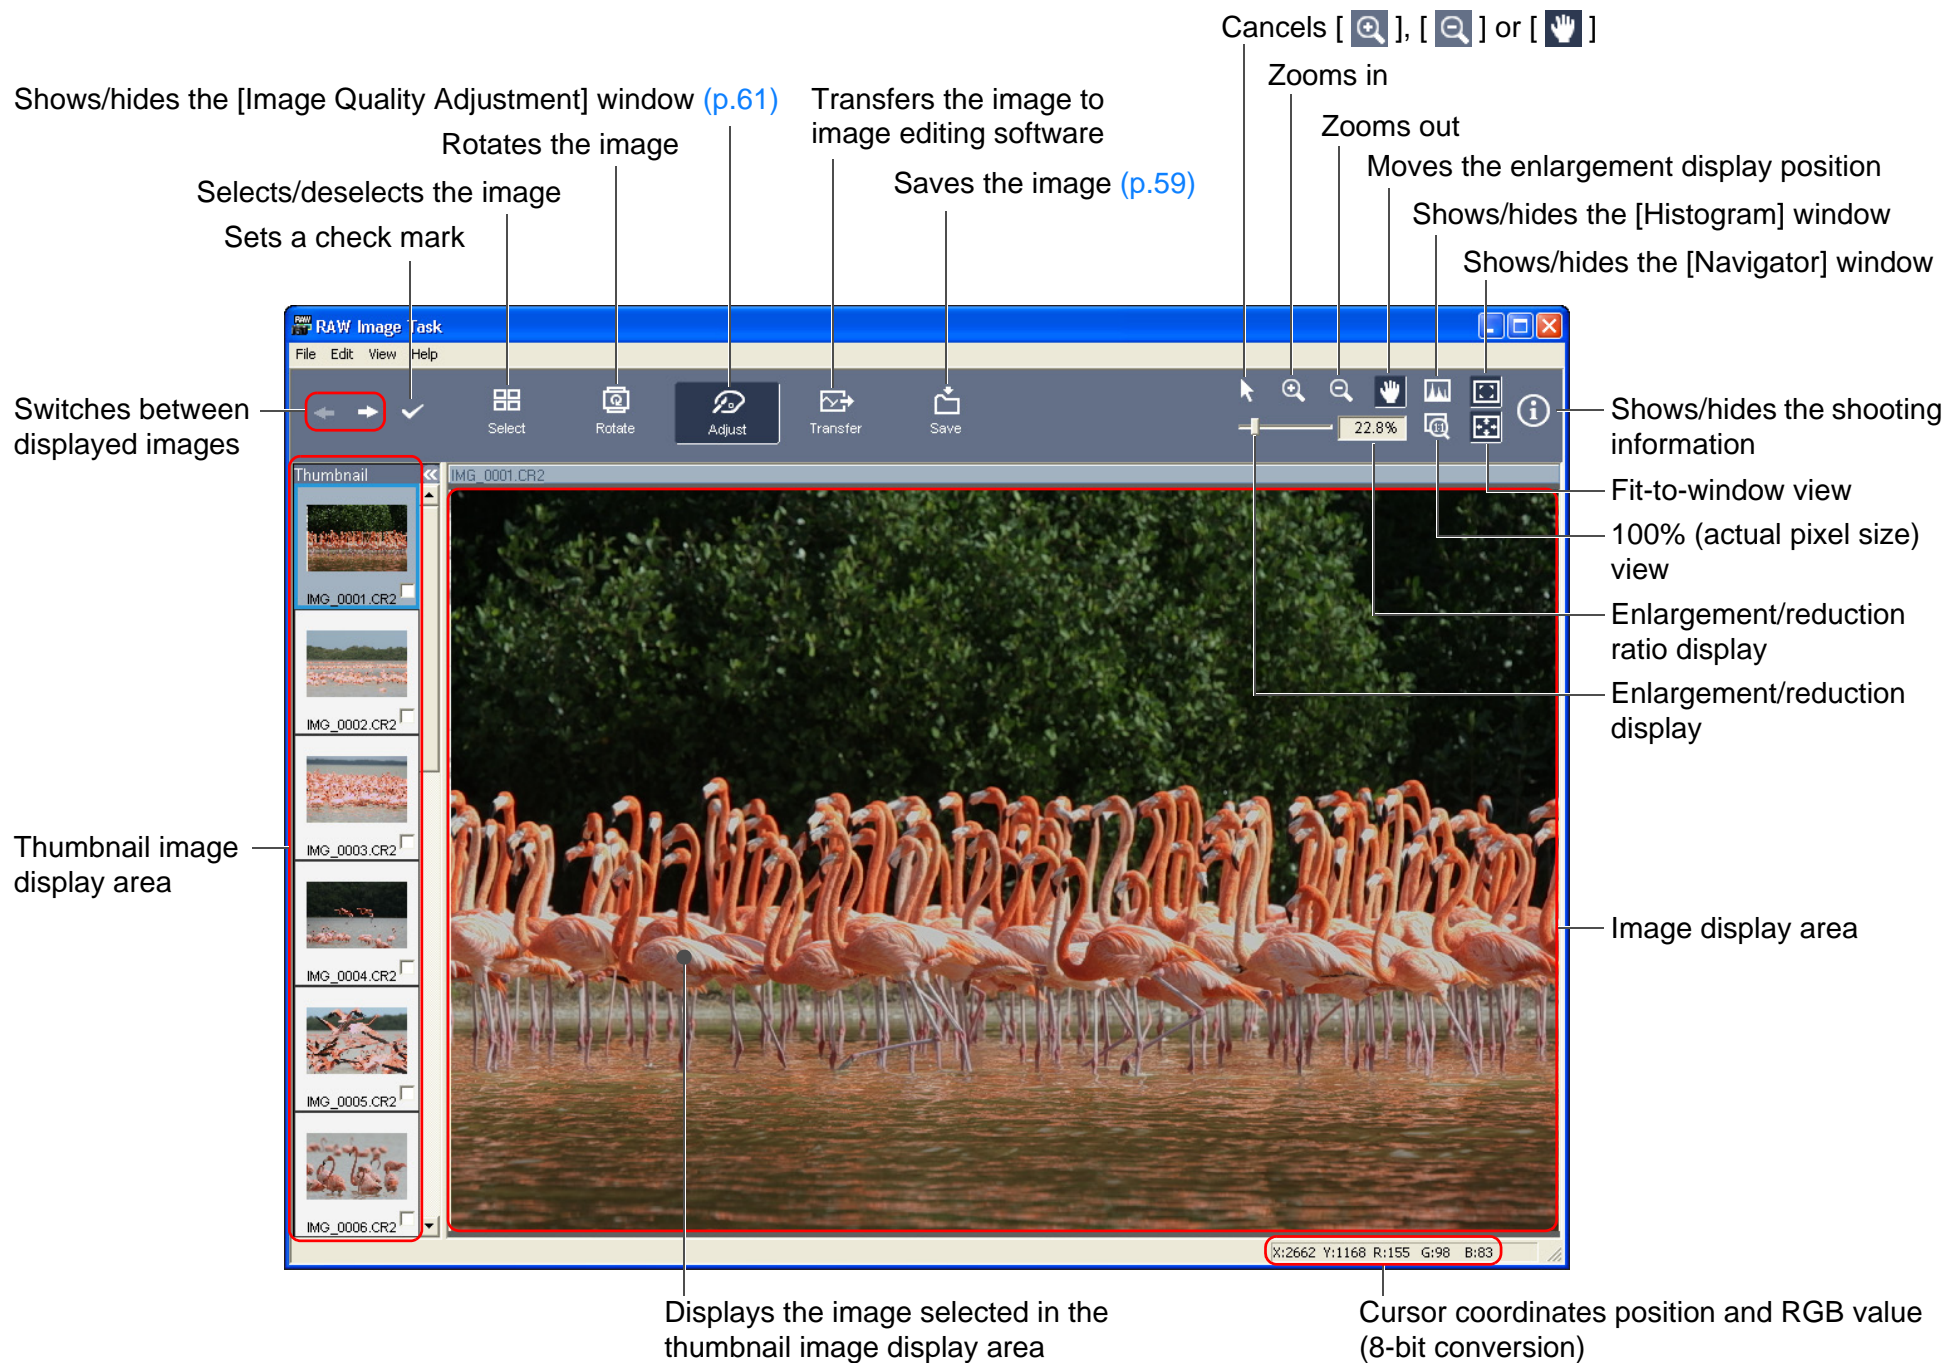 Cancels [ ], [ ] or [ ]
Zooms in
Shows/hides the [Image Quality Adjustment] window (p.61)
Transfers the image to
image editing software
Zooms out
Rotates the image
Moves the enlargement display position
Selects/deselects the image
Saves the image (p.59)
Shows/hides the [Histogram] window
Sets a check mark
Shows/hides the [Navigator] window
RAW
RAW Image Task
File Edit View Help
Switches between
displayed images
Select
Rotate
Adjust
Transfer
Save
22.8%
1:1
Shows/hides the shooting
information
Fit-to-window view
100% (actual pixel size)
view
Enlargement/reduction
ratio display
Enlargement/reduction
display
Thumbnail
IMG_0001.CR2
IMG_0001.CR2
IMG_0002.CR2
IMG_0003.CR2
IMG_0004.CR2
IMG_0005.CR2
IMG_0006.CR2
Thumbnail image
display area
Image display area
X:2662 Y:1168 R:155 G:98 B:83
Displays the image selected in the
thumbnail image display area
Cursor coordinates position and RGB value
(8-bit conversion)